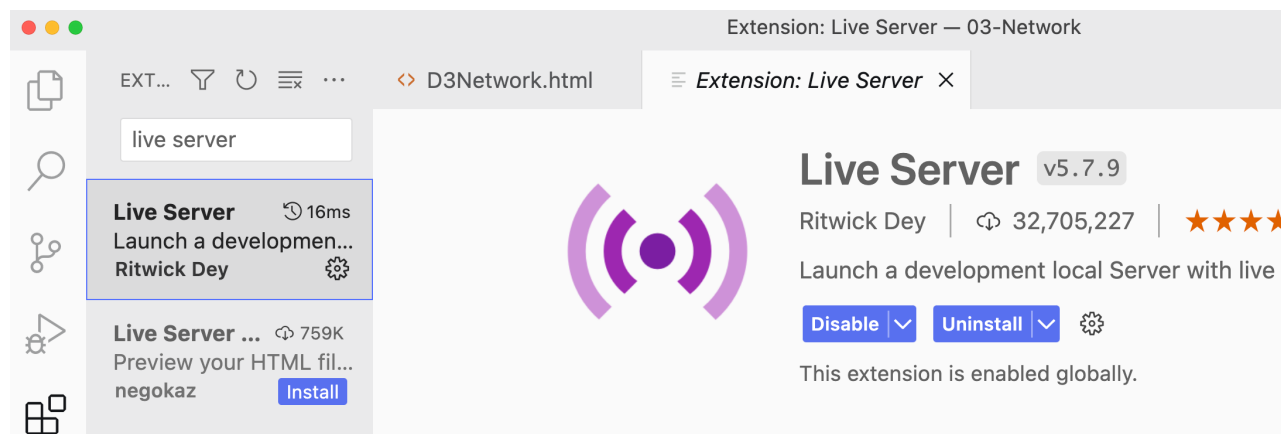 Extension: Live Server — 03-Network
EXT...
D3Network.html
Extension: Live Server
live server
Live Server 16ms
Launch a developmen...
Ritwick Dey
Live Server ... 759K
Preview your HTML fil...
negokaz Install
Live Server v5.7.9
Ritwick Dey 32,705,227
Launch a development local Server with live
Disable Uninstall
This extension is enabled globally.